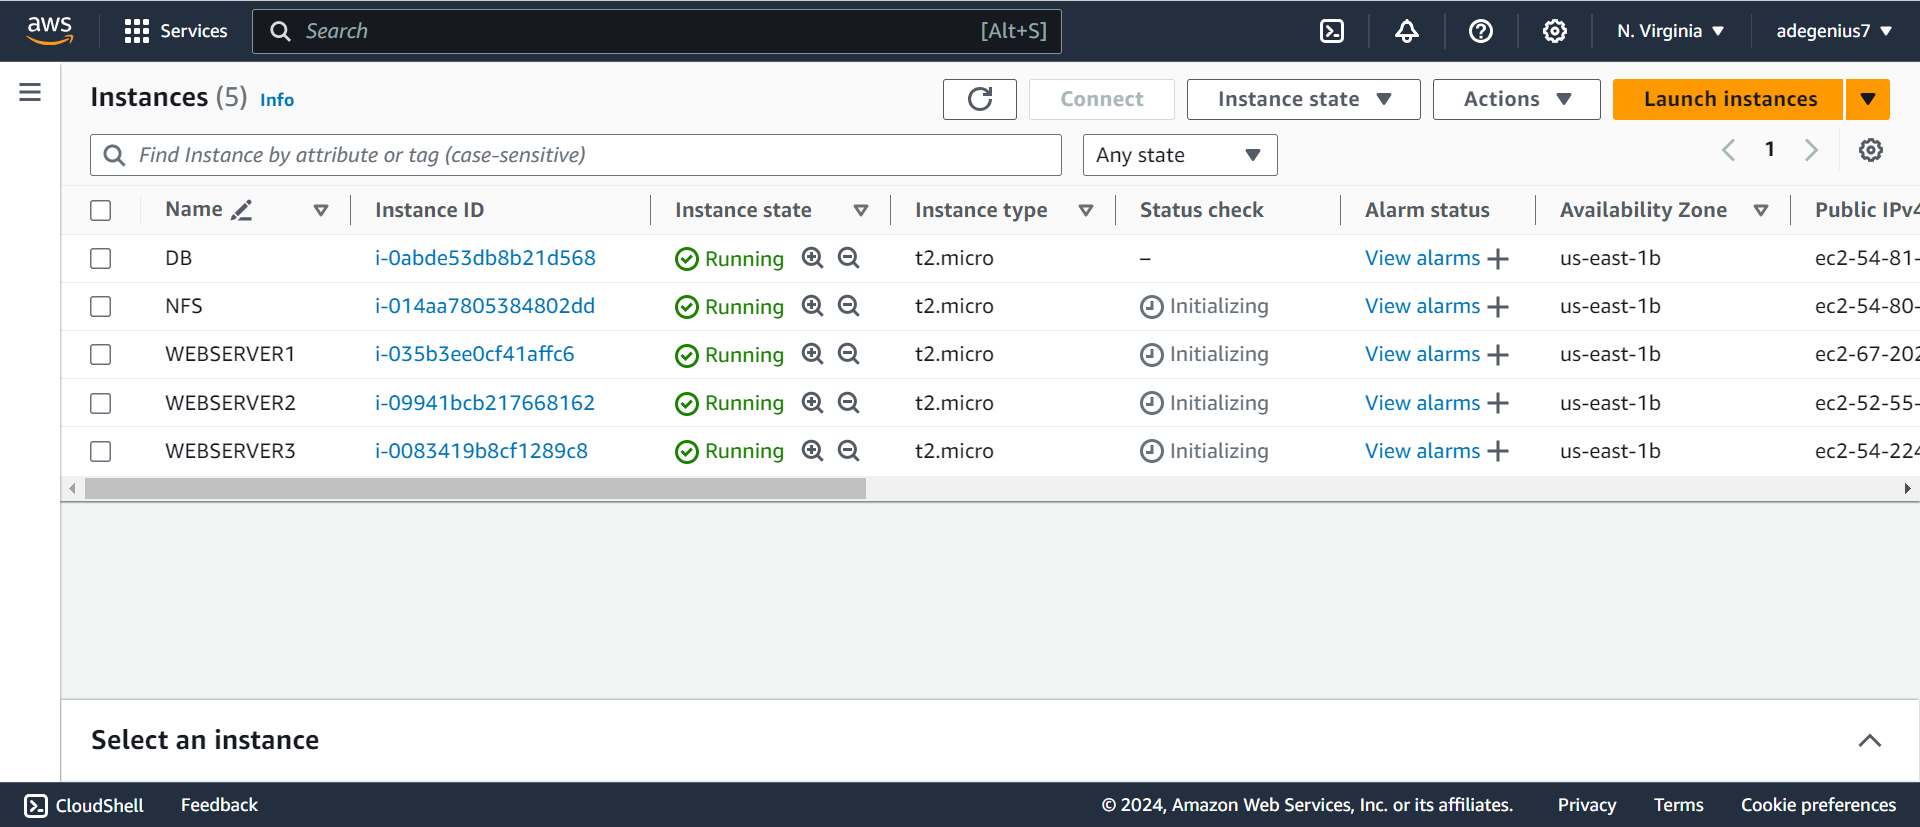 aws Services Search [Alt+S] N. Virginia adegenius7
Instances (5) Info Connect Instance state Actions Launch instances
Find Instance by attribute or tag (case-sensitive) Any state 1
Name Instance ID Instance state Instance type Status check Alarm status Availability Zone Public IPv4
DB i-0abde53db8b21d568 Running t2.micro – View alarms us-east-1b ec2-54-81-
NFS i-014aa7805384802dd Running t2.micro Initializing View alarms us-east-1b ec2-54-80-
WEBSERVER1 i-035b3ee0cf41affc6 Running t2.micro Initializing View alarms us-east-1b ec2-67-202
WEBSERVER2 i-09941bcb217668162 Running t2.micro Initializing View alarms us-east-1b ec2-52-55-
WEBSERVER3 i-0083419b8cf1289c8 Running t2.micro Initializing View alarms us-east-1b ec2-54-224
Select an instance
CloudShell Feedback © 2024, Amazon Web Services, Inc. or its affiliates. Privacy Terms Cookie preferences